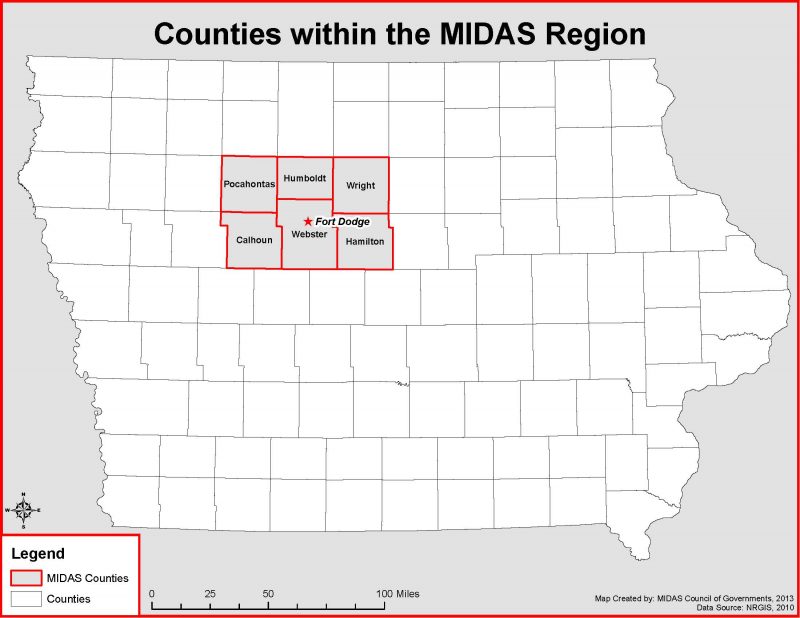 Counties within the MIDAS Region
Humboldt
Pocahontas
Wright
Fort Dodge
Webster
Calhoun
Hamilton
N
W E
S
Legend
MIDAS Counties
Counties
0 25 50 100 Miles
Map Created by: MIDAS Council of Governments, 2013
Data Source: NRGIS, 2010